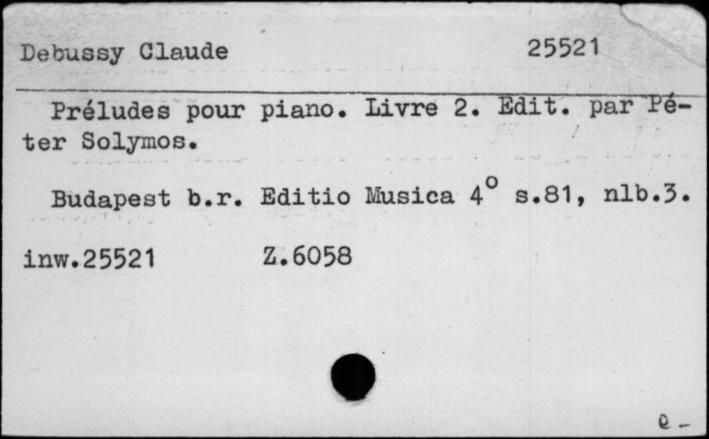 Debussy Claude 25521
Préludes pour piano. Livre 2. Edit. par Pé-
ter Solymos.
Budapest b.r. Editio Musica 4° s.81, nlb.3.
inw.25521 Z.6058
e -